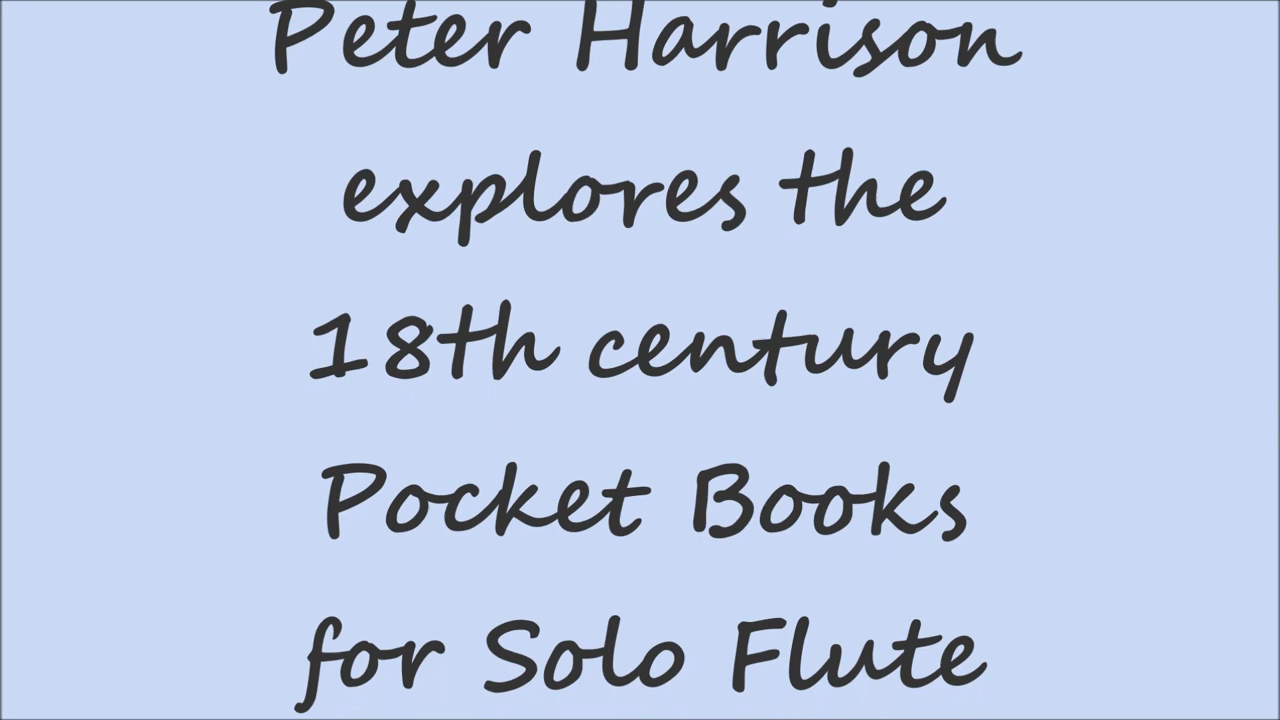 Peter Harrison
explores the
18th century
Pocket Books
for Solo Flute